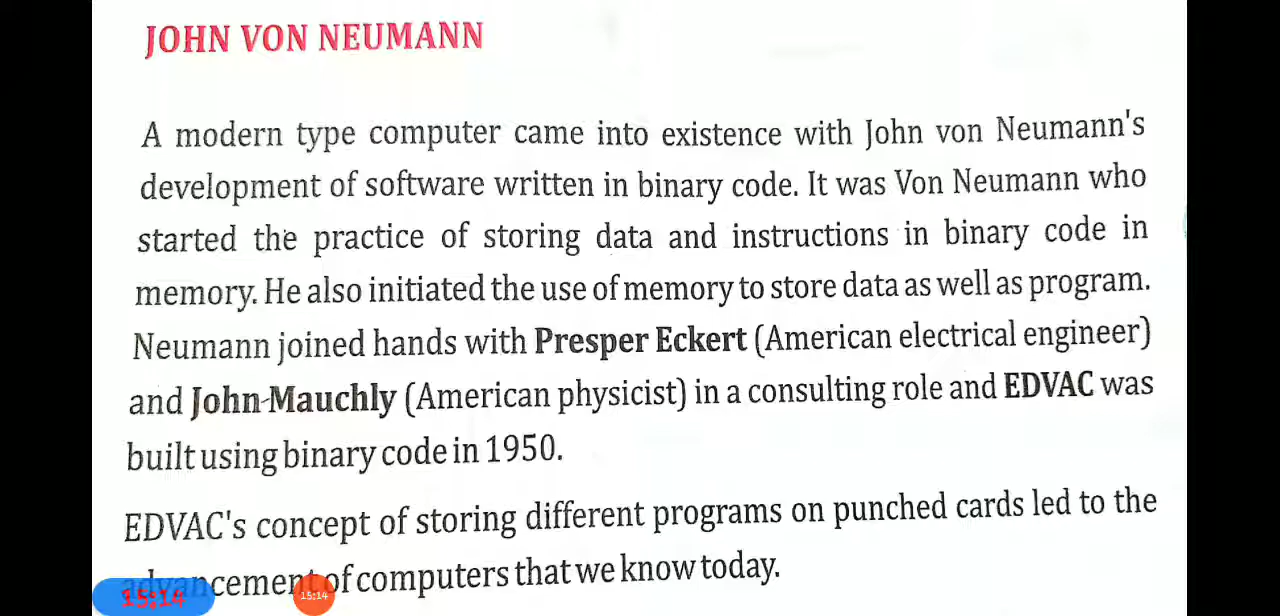 JOHN VON NEUMANN
A modern type computer came into existence with John von Neumann's
development of software written in binary code. It was Von Neumann who
started the practice of storing data and instructions in binary code in
memory. He also initiated the use of memory to store data as well as program.
Neumann joined hands with Presper Eckert (American electrical engineer)
and John Mauchly (American physicist) in a consulting role and EDVAC was
built using binary code in 1950.
EDVAC's concept of storing different programs on punched cards led to the
advancement of computers that we know today.
15:14
15:14